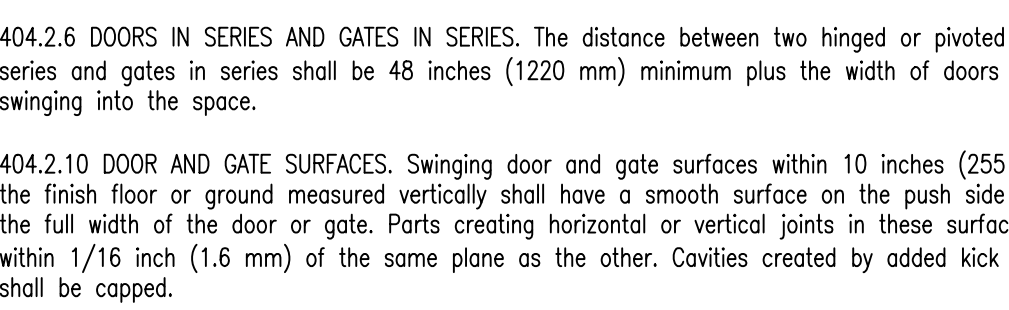 404.2.6 DOORS IN SERIES AND GATES IN SERIES. The distance between two hinged or pivoted
series and gates in series shall be 48 inches (1220 mm) minimum plus the width of doors
swinging into the space.
404.2.10 DOOR AND GATE SURFACES. Swinging door and gate surfaces within 10 inches (255
the finish floor or ground measured vertically shall have a smooth surface on the push side
the full width of the door or gate. Parts creating horizontal or vertical joints in these surfac
within 1/16 inch (1.6 mm) of the same plane as the other. Cavities created by added kick
shall be capped.